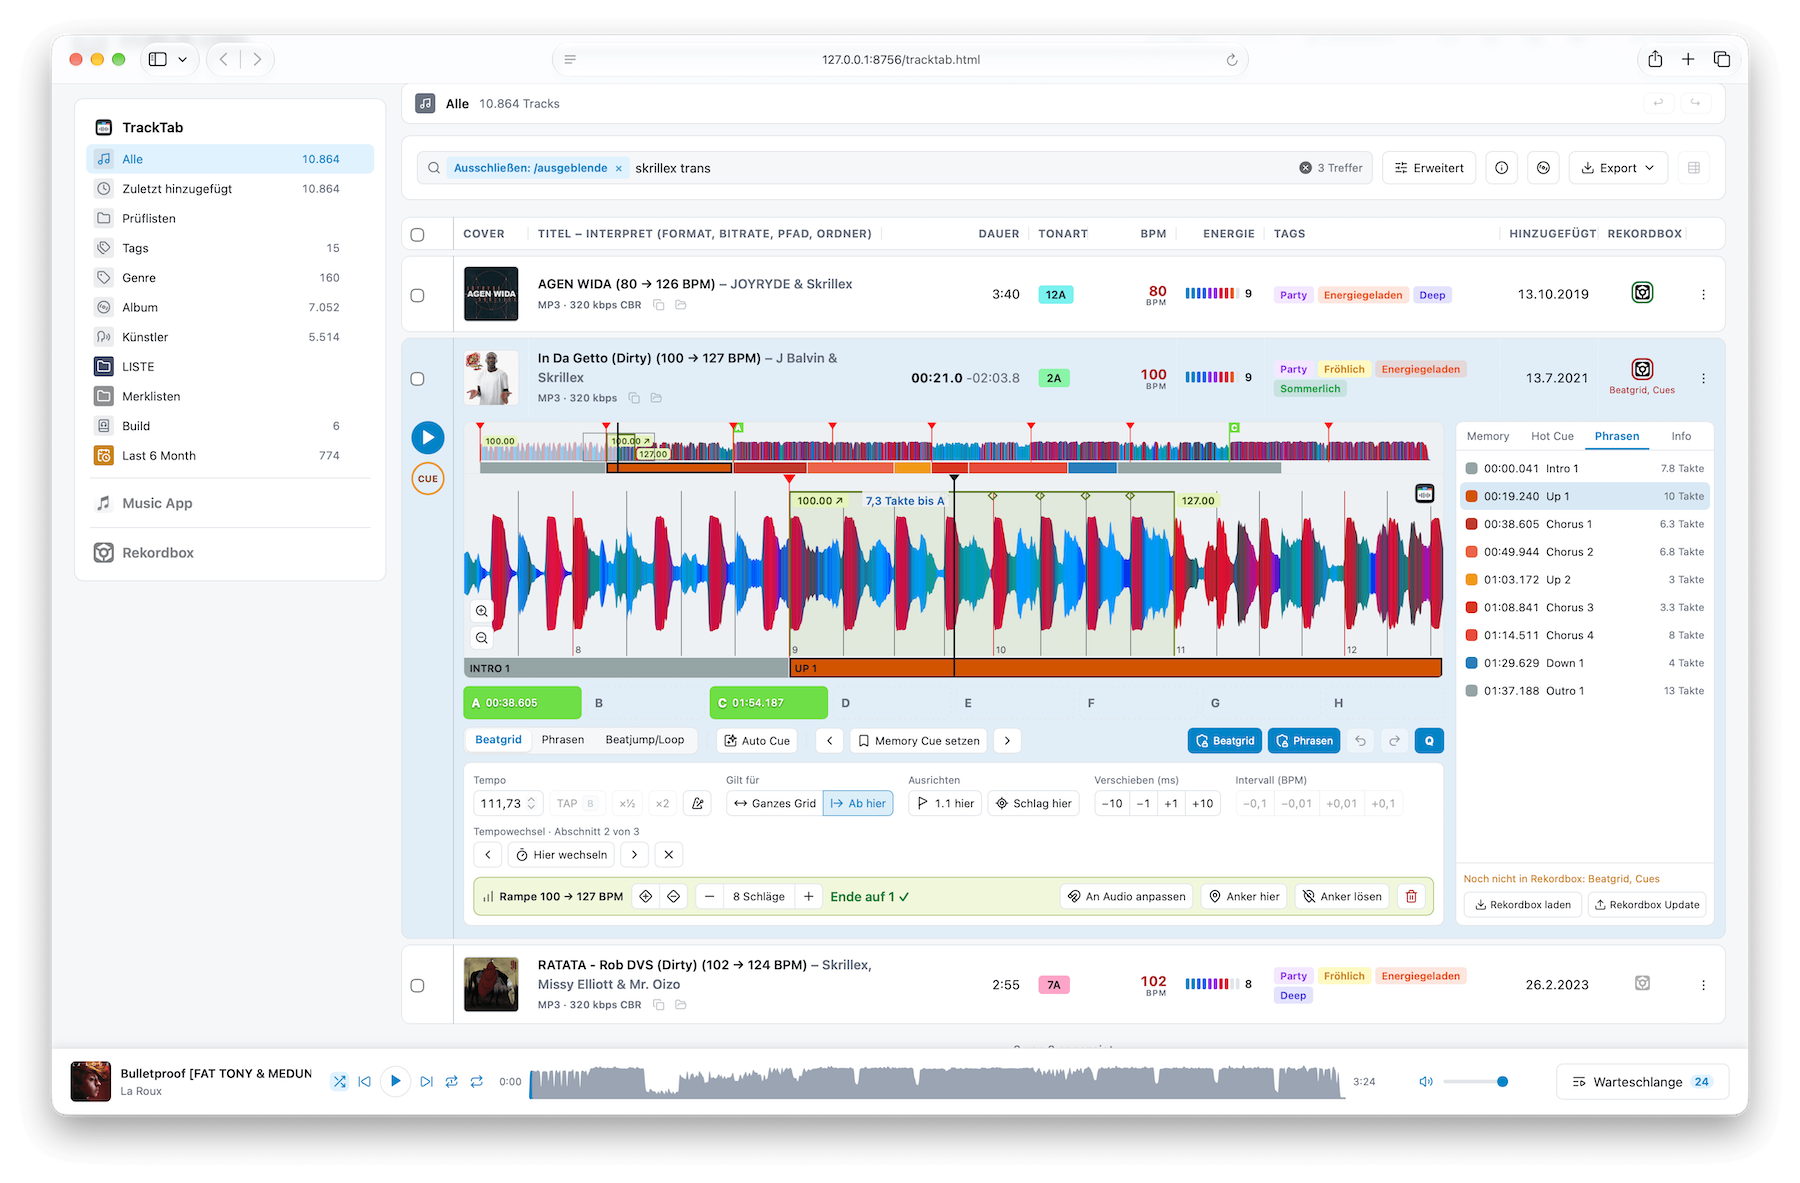 127.0.0.1:8756/tracktab.html
TrackTab
Alle 10.864
Zuletzt hinzugefügt 10.864
Prüflisten
Tags 15
Genre 160
Album 7.052
Künstler 5.514
LISTE
Merklisten
Build 6
Last 6 Month 774
Music App
Rekordbox
Alle 10.864 Tracks
Ausschließen: /ausgeblende × skrillex trans 3 Treffer Erweitert Export
COVER TITEL – INTERPRET (FORMAT, BITRATE, PFAD, ORDNER) DAUER TONART BPM ENERGIE TAGS HINZUGEFÜGT REKORDBOX
AGEN WIDA
AGEN WIDA (80 → 126 BPM) – JOYRYDE & Skrillex
MP3 · 320 kbps CBR
3:40 12A 80 BPM 9 Party Energiegeladen Deep 13.10.2019
In Da Getto (Dirty) (100 → 127 BPM) – J Balvin &
Skrillex
MP3 · 320 kbps
00:21.0 -02:03.8 2A 100 BPM 9 Party Fröhlich Energiegeladen
Sommerlich
13.7.2021
Beatgrid, Cues
CUE
A C
100.00 100.00 ↗
127.00
100.00 ↗ 7,3 Takte bis A 127.00
8 9 10 11 12
INTRO 1 UP 1
A 00:38.605 B C 01:54.187 D E F G H
Beatgrid Phrasen Beatjump/Loop Auto Cue Memory Cue setzen Beatgrid Phrasen Q
Tempo Gilt für Ausrichten Verschieben (ms) Intervall (BPM)
111,73 TAP B ×½ ×2 Ganzes Grid Ab hier 1.1 hier Schlag hier −10 −1 +1 +10 −0,1 −0,01 +0,01 +0,1
Tempowechsel · Abschnitt 2 von 3
Hier wechseln
Rampe 100 → 127 BPM − 8 Schläge + Ende auf 1 ✓ An Audio anpassen Anker hier Anker lösen
Memory Hot Cue Phrasen Info
00:00.041 Intro 1 7.8 Takte
00:19.240 Up 1 10 Takte
00:38.605 Chorus 1 6.3 Takte
00:49.944 Chorus 2 6.8 Takte
01:03.172 Up 2 3 Takte
01:08.841 Chorus 3 3.3 Takte
01:14.511 Chorus 4 8 Takte
01:29.629 Down 1 4 Takte
01:37.188 Outro 1 13 Takte
Noch nicht in Rekordbox: Beatgrid, Cues
Rekordbox laden Rekordbox Update
RATATA - Rob DVS (Dirty) (102 → 124 BPM) – Skrillex,
Missy Elliott & Mr. Oizo
MP3 · 320 kbps CBR
2:55 7A 102 BPM 8 Party Fröhlich Energiegeladen
Deep
26.2.2023
Bulletproof [FAT TONY & MEDUN
La Roux
0:00 3:24 Warteschlange 24